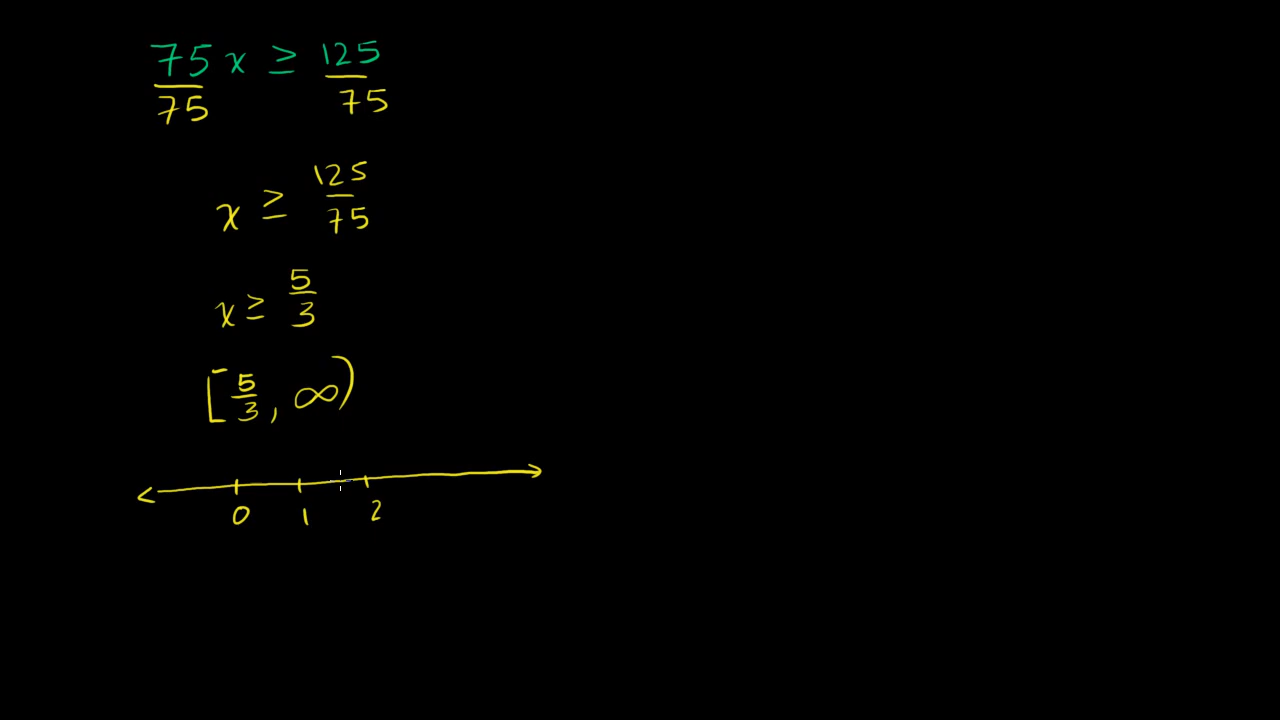 75x ≥ 125
75 75
x ≥ 125/75
x ≥ 5/3
[5/3, ∞)
0 1 2